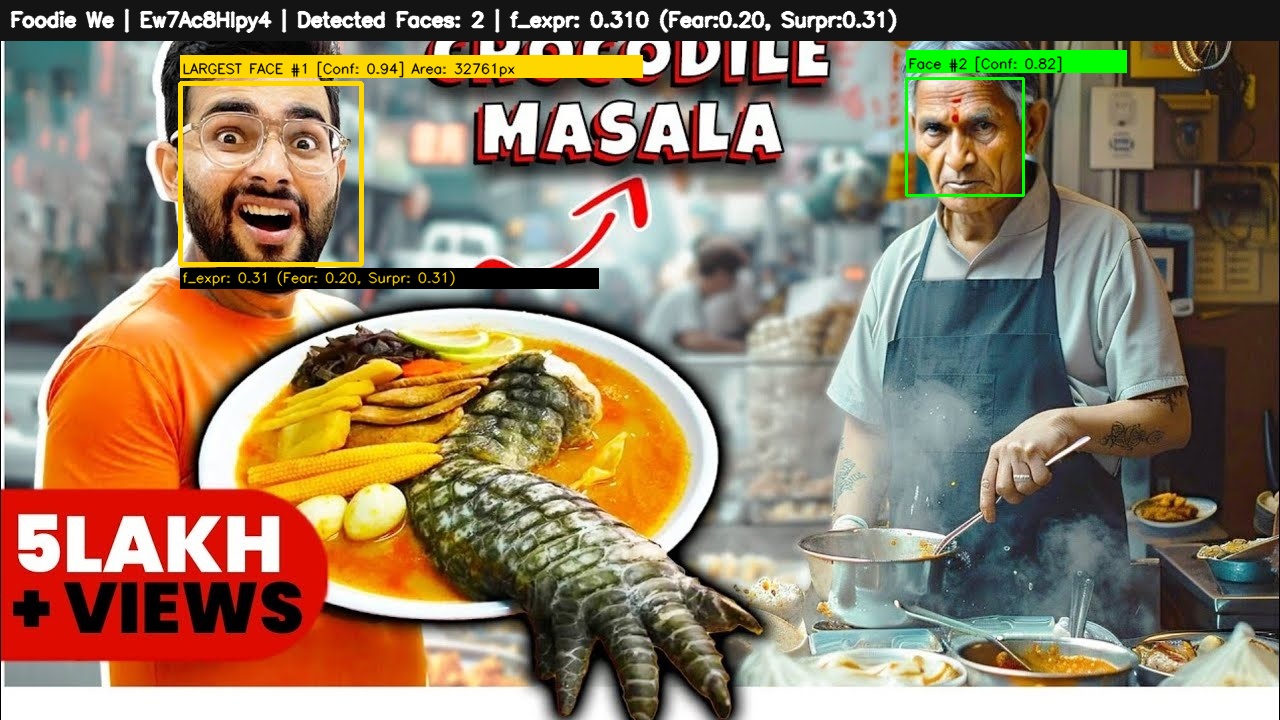 Foodie We | Ew7Ac8HIpy4 | Detected Faces: 2 | f_expr: 0.310 (Fear:0.20, Surpr:0.31)
CROCODILE
LARGEST FACE #1 [Conf: 0.94] Area: 32761px
Face #2 [Conf: 0.82]
MASALA
f_expr: 0.31 (Fear: 0.20, Surpr: 0.31)
5LAKH
+ VIEWS